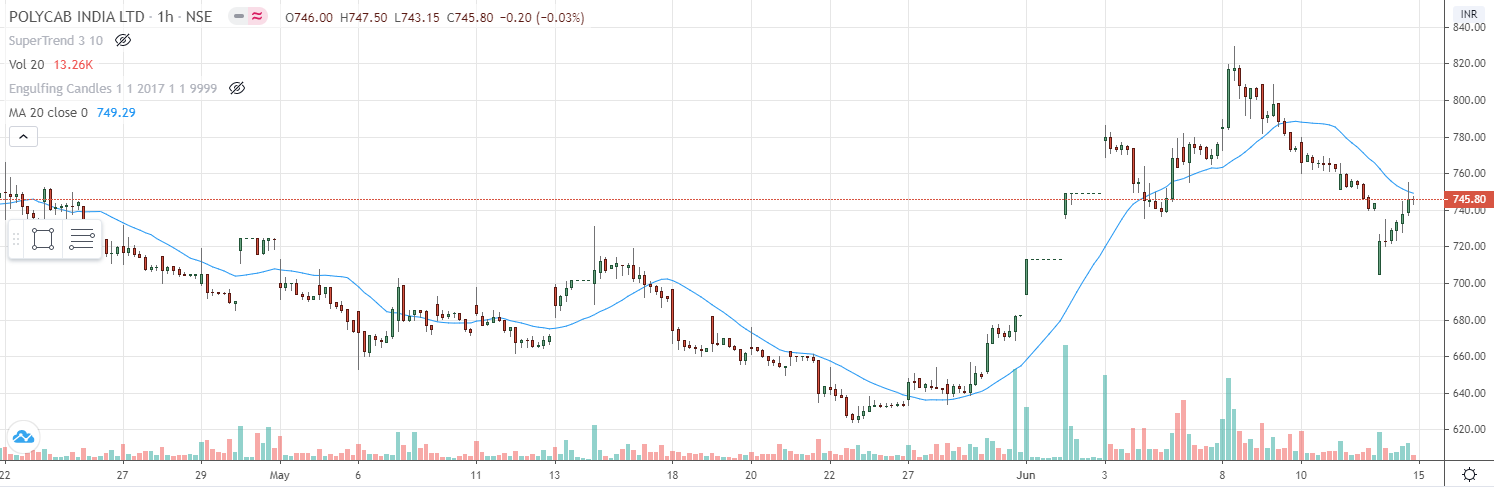 POLYCAB INDIA LTD · 1h · NSE O746.00 H747.50 L743.15 C745.80 −0.20 (−0.03%)
SuperTrend 3 10
Vol 20 13.26K
Engulfing Candles 1 1 2017 1 1 9999
MA 20 close 0 749.29
INR
840.00
820.00
800.00
780.00
760.00
745.80
740.00
720.00
700.00
680.00
660.00
640.00
620.00
22 27 29 May 6 11 13 18 20 22 27 Jun 3 8 10 15